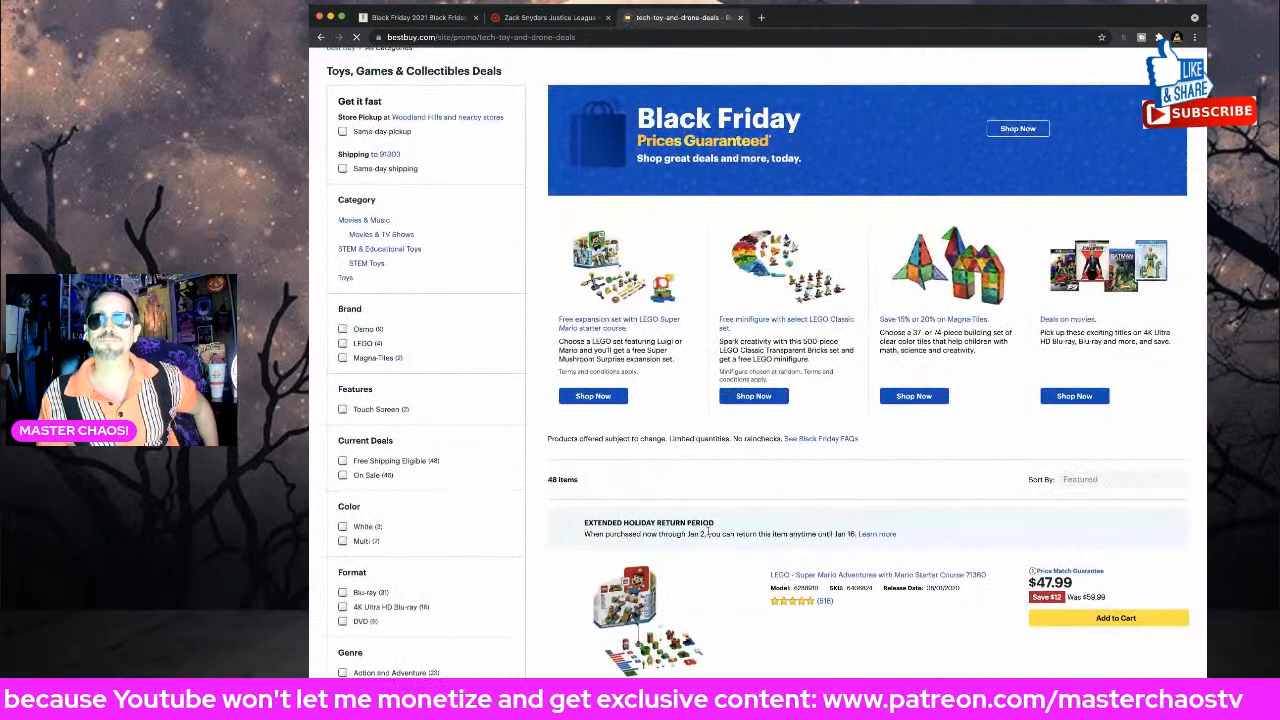 Black Friday 2021 Black Friday
Zack Snyders Justice League -
tech-toy-and-drone-deals - Be
bestbuy.com/site/promo/tech-toy-and-drone-deals
Best Buy All Categories
Toys, Games & Collectibles Deals
Get it fast
Store Pickup at Woodland Hills and nearby stores
Same-day pickup
Shipping to 91303
Same-day shipping
Category
Movies & Music
Movies & TV Shows
STEM & Educational Toys
STEM Toys
Toys
Brand
Osmo (9)
LEGO (4)
Magna-Tiles (2)
Features
Touch Screen (2)
Current Deals
Free Shipping Eligible (48)
On Sale (46)
Color
White (3)
Multi (2)
Format
Blu-ray (31)
4K Ultra HD Blu-ray (16)
DVD (9)
Genre
Action and Adventure (23)
Black Friday
Prices Guaranteed
Shop great deals and more, today.
Shop Now
Free expansion set with LEGO Super
Mario starter course.
Choose a LEGO set featuring Luigi or
Mario and you'll get a free Super
Mushroom Surprise expansion set.
Terms and conditions apply.
Shop Now
Free minifigure with select LEGO Classic
set.
Spark creativity with this 500-piece
LEGO Classic Transparent Bricks set and
get a free LEGO minifigure.
Minifigure chosen at random. Terms and
conditions apply.
Shop Now
Save 15% or 20% on Magna-Tiles.
Choose a 37- or 74-piece building set of
clear color tiles that help children with
math, science and creativity.
Shop Now
Deals on movies.
Pick up these exciting titles on 4K Ultra
HD Blu-ray, Blu-ray and more, and save.
Shop Now
Products offered subject to change. Limited quantities. No rainchecks. See Black Friday FAQs
48 items
Sort By: Featured
EXTENDED HOLIDAY RETURN PERIOD
When purchased now through Jan 2, you can return this item anytime until Jan 16. Learn more
LEGO - Super Mario Adventures with Mario Starter Course 71360
Model: 6288910 SKU: 6406824 Release Date: 08/01/2020
(516)
Price Match Guarantee
$47.99
Save $12 Was $59.99
Add to Cart
LIKE
& SHARE
SUBSCRIBE
MASTER CHAOS!
because Youtube won't let me monetize and get exclusive content: www.patreon.com/masterchaostv